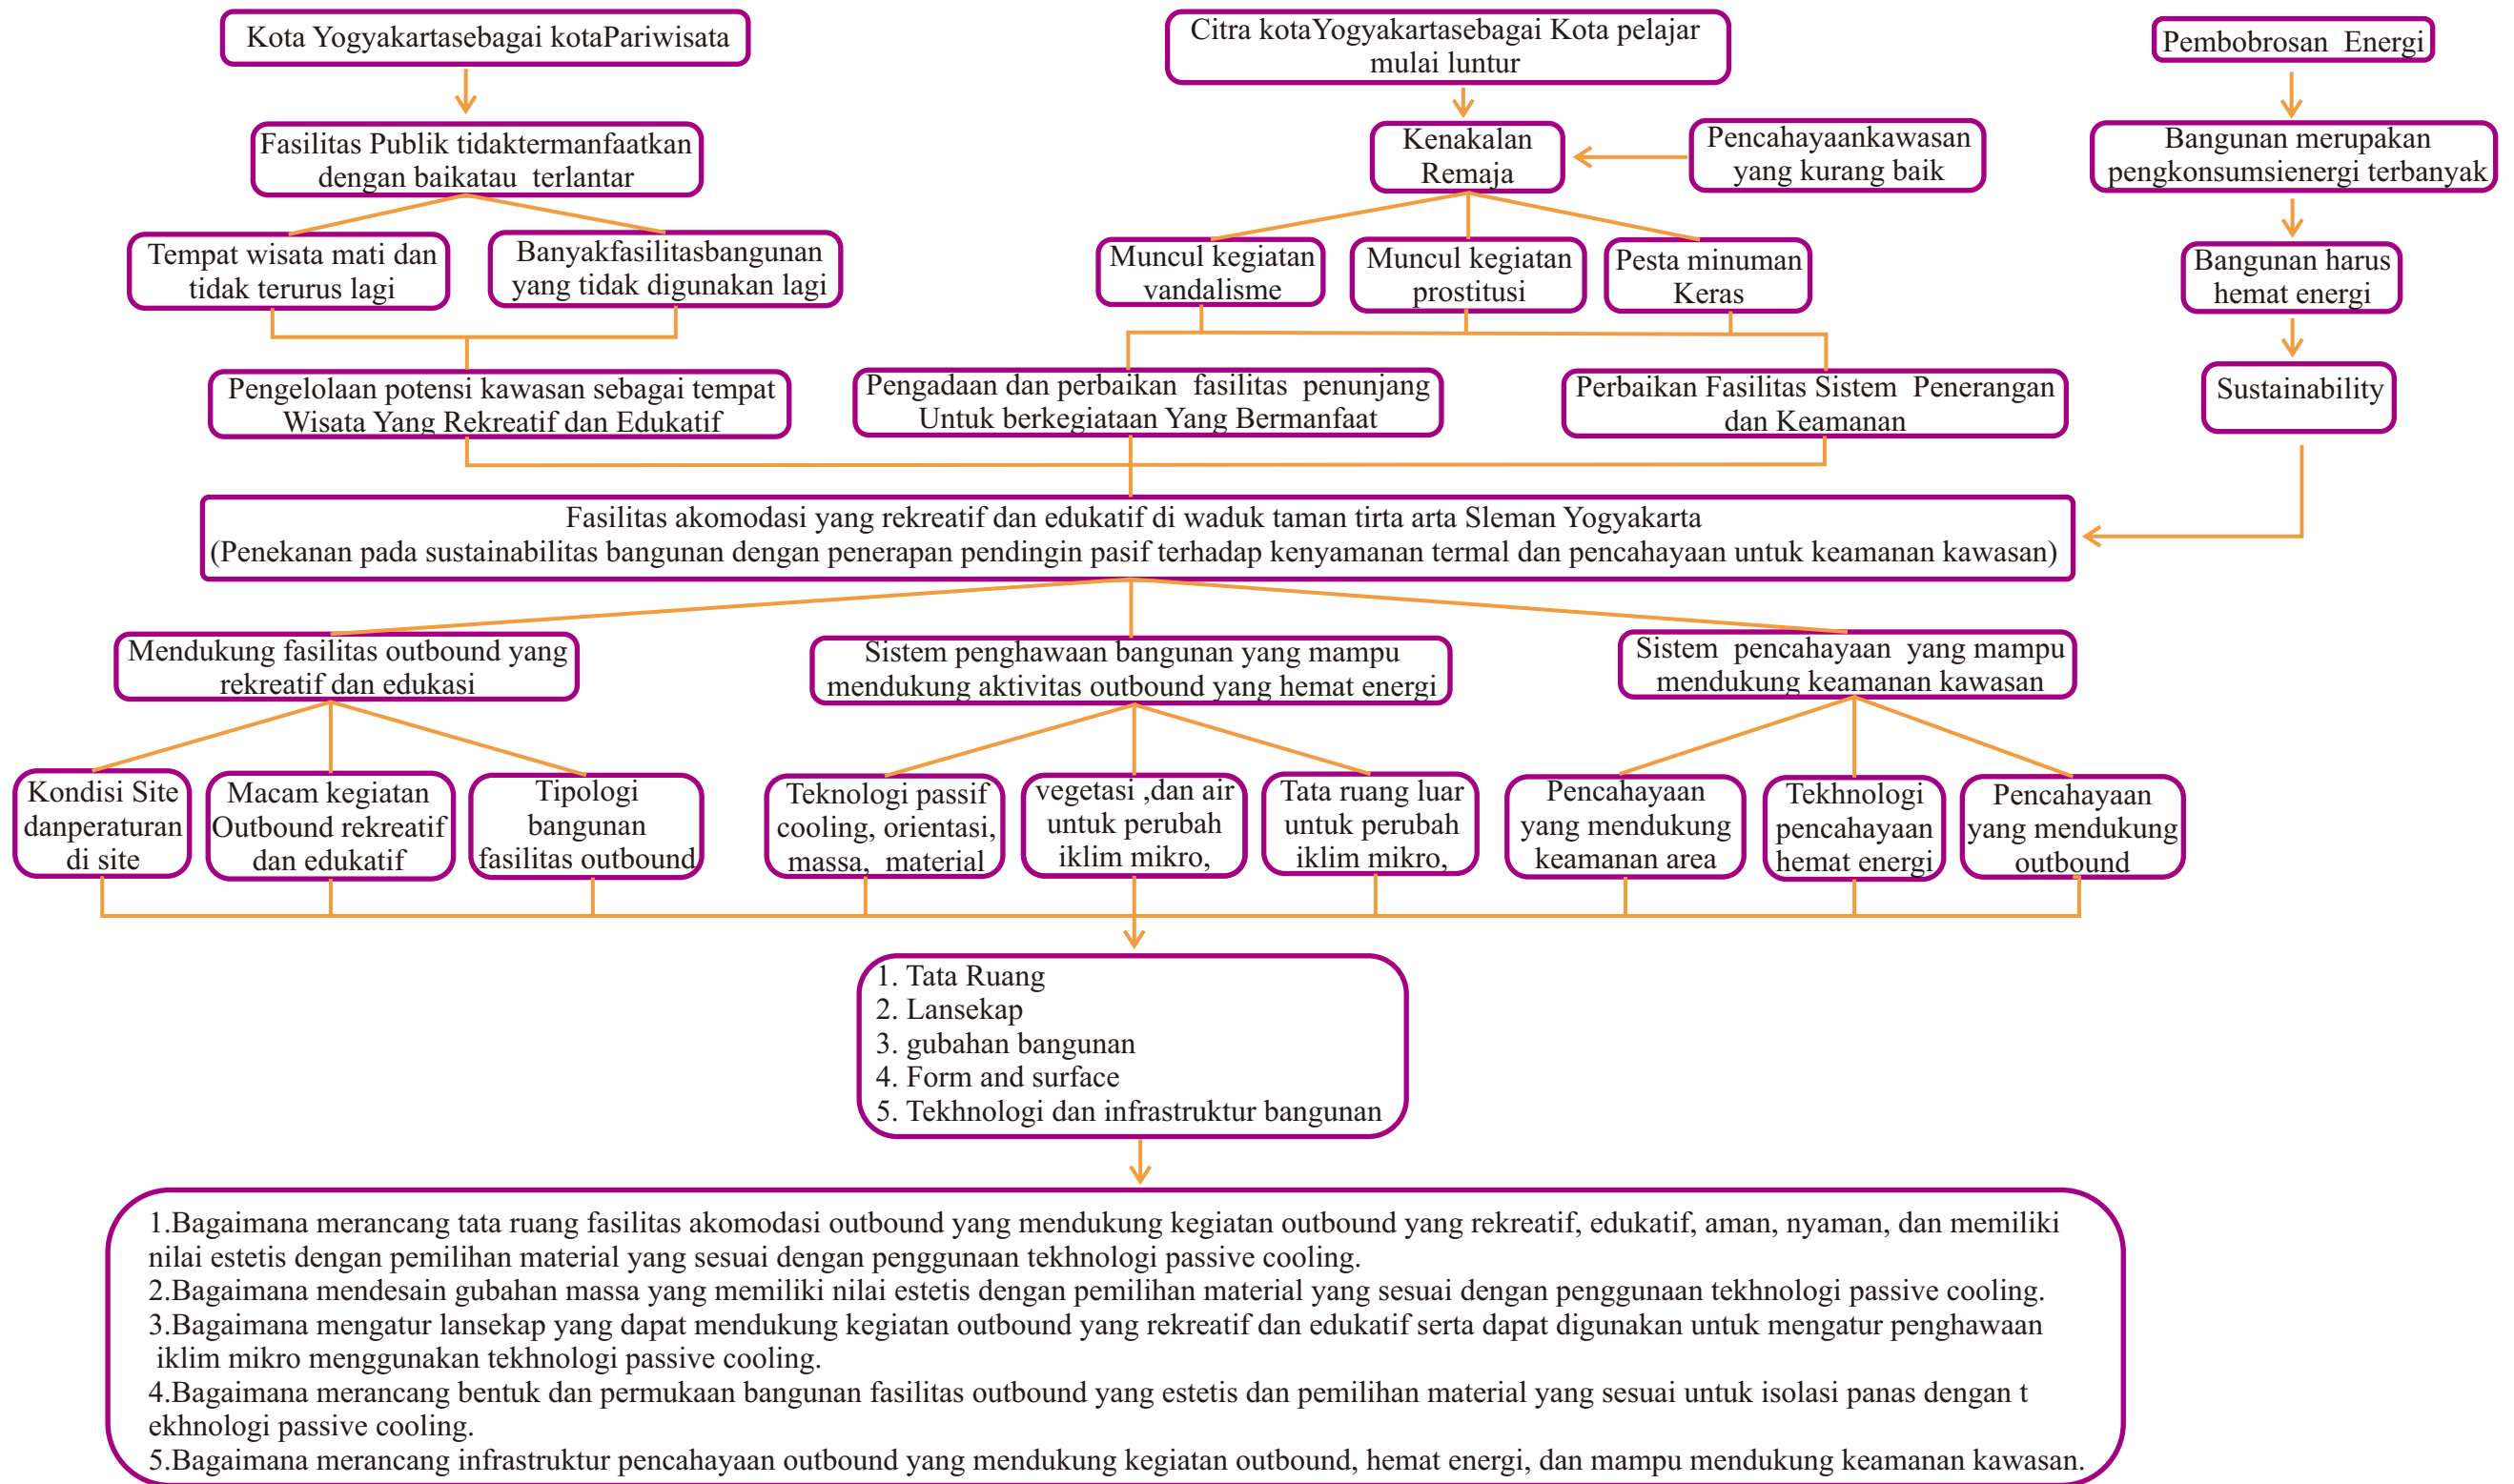 Kota Yogyakartasebagai kotaPariwisata
Citra kotaYogyakartasebagai Kota pelajar
mulai luntur
Pembobrosan Energi
Fasilitas Publik tidaktermanfaatkan
dengan baikatau terlantar
Kenakalan
Remaja
Pencahayaankawasan
yang kurang baik
Bangunan merupakan
pengkonsumsienergi terbanyak
Tempat wisata mati dan
tidak terurus lagi
Banyakfasilitasbangunan
yang tidak digunakan lagi
Muncul kegiatan
vandalisme
Muncul kegiatan
prostitusi
Pesta minuman
Keras
Bangunan harus
hemat energi
Pengelolaan potensi kawasan sebagai tempat
Wisata Yang Rekreatif dan Edukatif
Pengadaan dan perbaikan fasilitas penunjang
Untuk berkegiataan Yang Bermanfaat
Perbaikan Fasilitas Sistem Penerangan
dan Keamanan
Sustainability
Fasilitas akomodasi yang rekreatif dan edukatif di waduk taman tirta arta Sleman Yogyakarta
(Penekanan pada sustainabilitas bangunan dengan penerapan pendingin pasif terhadap kenyamanan termal dan pencahayaan untuk keamanan kawasan)
Mendukung fasilitas outbound yang
rekreatif dan edukasi
Sistem penghawaan bangunan yang mampu
mendukung aktivitas outbound yang hemat energi
Sistem pencahayaan yang mampu
mendukung keamanan kawasan
Kondisi Site
danperaturan
di site
Macam kegiatan
Outbound rekreatif
dan edukatif
Tipologi
bangunan
fasilitas outbound
Teknologi passif
cooling, orientasi,
massa, material
vegetasi ,dan air
untuk perubah
iklim mikro,
Tata ruang luar
untuk perubah
iklim mikro,
Pencahayaan
yang mendukung
keamanan area
Tekhnologi
pencahayaan
hemat energi
Pencahayaan
yang mendukung
outbound
1. Tata Ruang
2. Lansekap
3. gubahan bangunan
4. Form and surface
5. Tekhnologi dan infrastruktur bangunan
1.Bagaimana merancang tata ruang fasilitas akomodasi outbound yang mendukung kegiatan outbound yang rekreatif, edukatif, aman, nyaman, dan memiliki
nilai estetis dengan pemilihan material yang sesuai dengan penggunaan tekhnologi passive cooling.
2.Bagaimana mendesain gubahan massa yang memiliki nilai estetis dengan pemilihan material yang sesuai dengan penggunaan tekhnologi passive cooling.
3.Bagaimana mengatur lansekap yang dapat mendukung kegiatan outbound yang rekreatif dan edukatif serta dapat digunakan untuk mengatur penghawaan
iklim mikro menggunakan tekhnologi passive cooling.
4.Bagaimana merancang bentuk dan permukaan bangunan fasilitas outbound yang estetis dan pemilihan material yang sesuai untuk isolasi panas dengan t
ekhnologi passive cooling.
5.Bagaimana merancang infrastruktur pencahayaan outbound yang mendukung kegiatan outbound, hemat energi, dan mampu mendukung keamanan kawasan.